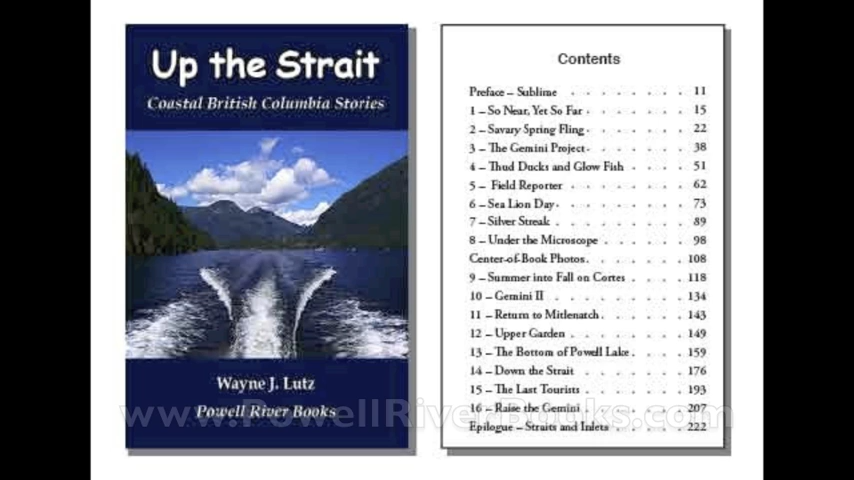 Up the Strait
Coastal British Columbia Stories
Wayne J. Lutz
Powell River Books
Contents
Preface – Sublime . . . . . . . 11
1 – So Near, Yet So Far . . . . . . 15
2 – Savary Spring Fling . . . . . . 22
3 – The Gemini Project . . . . . . 38
4 – Thud Ducks and Glow Fish . . . . 51
5 – Field Reporter . . . . . . . 62
6 – Sea Lion Day . . . . . . . 73
7 – Silver Streak . . . . . . . 89
8 – Under the Microscope . . . . . 98
Center-of-Book Photos . . . . . . 108
9 – Summer into Fall on Cortes . . . . 118
10 – Gemini II . . . . . . . . 134
11 – Return to Mitlenatch . . . . . 143
12 – Upper Garden . . . . . . . 149
13 – The Bottom of Powell Lake . . . . 159
14 – Down the Strait . . . . . . 176
15 – The Last Tourists . . . . . . 193
16 – Raise the Gemini . . . . . . 207
Epilogue – Straits and Inlets . . . . . 222
www.PowellRiverBooks.com